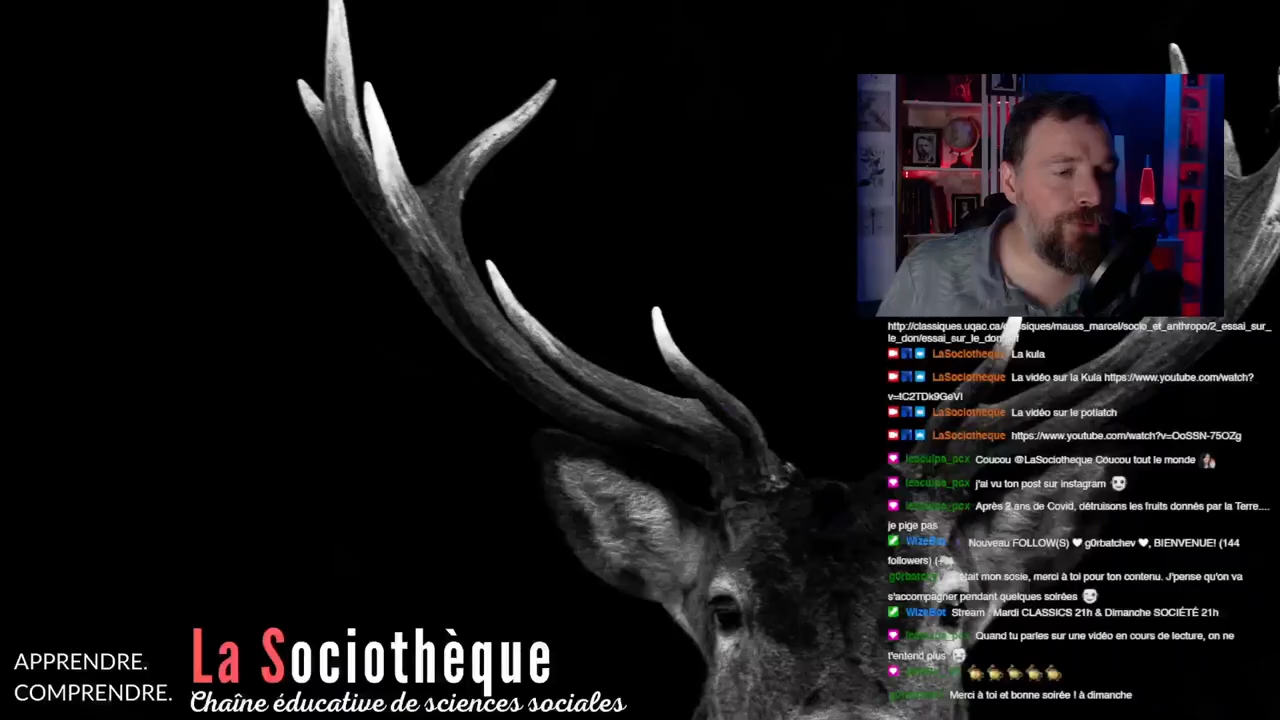 http://classiques.uqac.ca/classiques/mauss_marcel/socio_et_anthropo/2_essai_sur_
le_don/essai_sur_le_don
LaSociotheque La kula
LaSociotheque La vidéo sur la Kula https://www.youtube.com/watch?
v=tC2TDk9GeVI
LaSociotheque La vidéo sur le potlatch
LaSociotheque https://www.youtube.com/watch?v=OoSSN-75OZg
Coucou @LaSociotheque Coucou tout le monde
j'ai vu ton post sur instagram
Après 2 ans de Covid, détruisons les fruits donnés par la Terre....
je pige pas
WizeBot Nouveau FOLLOW(S) ♥ g0rbatchev ♥, BIENVENUE! (144
followers)
était mon sosie, merci à toi pour ton contenu. J'pense qu'on va
s'accompagner pendant quelques soirées
WizeBot Stream : Mardi CLASSICS 21h & Dimanche SOCIÉTÉ 21h
Quand tu parles sur une vidéo en cours de lecture, on ne
t'entend plus
Merci à toi et bonne soirée ! à dimanche
APPRENDRE.
COMPRENDRE.
La Sociothèque
Chaîne éducative de sciences sociales